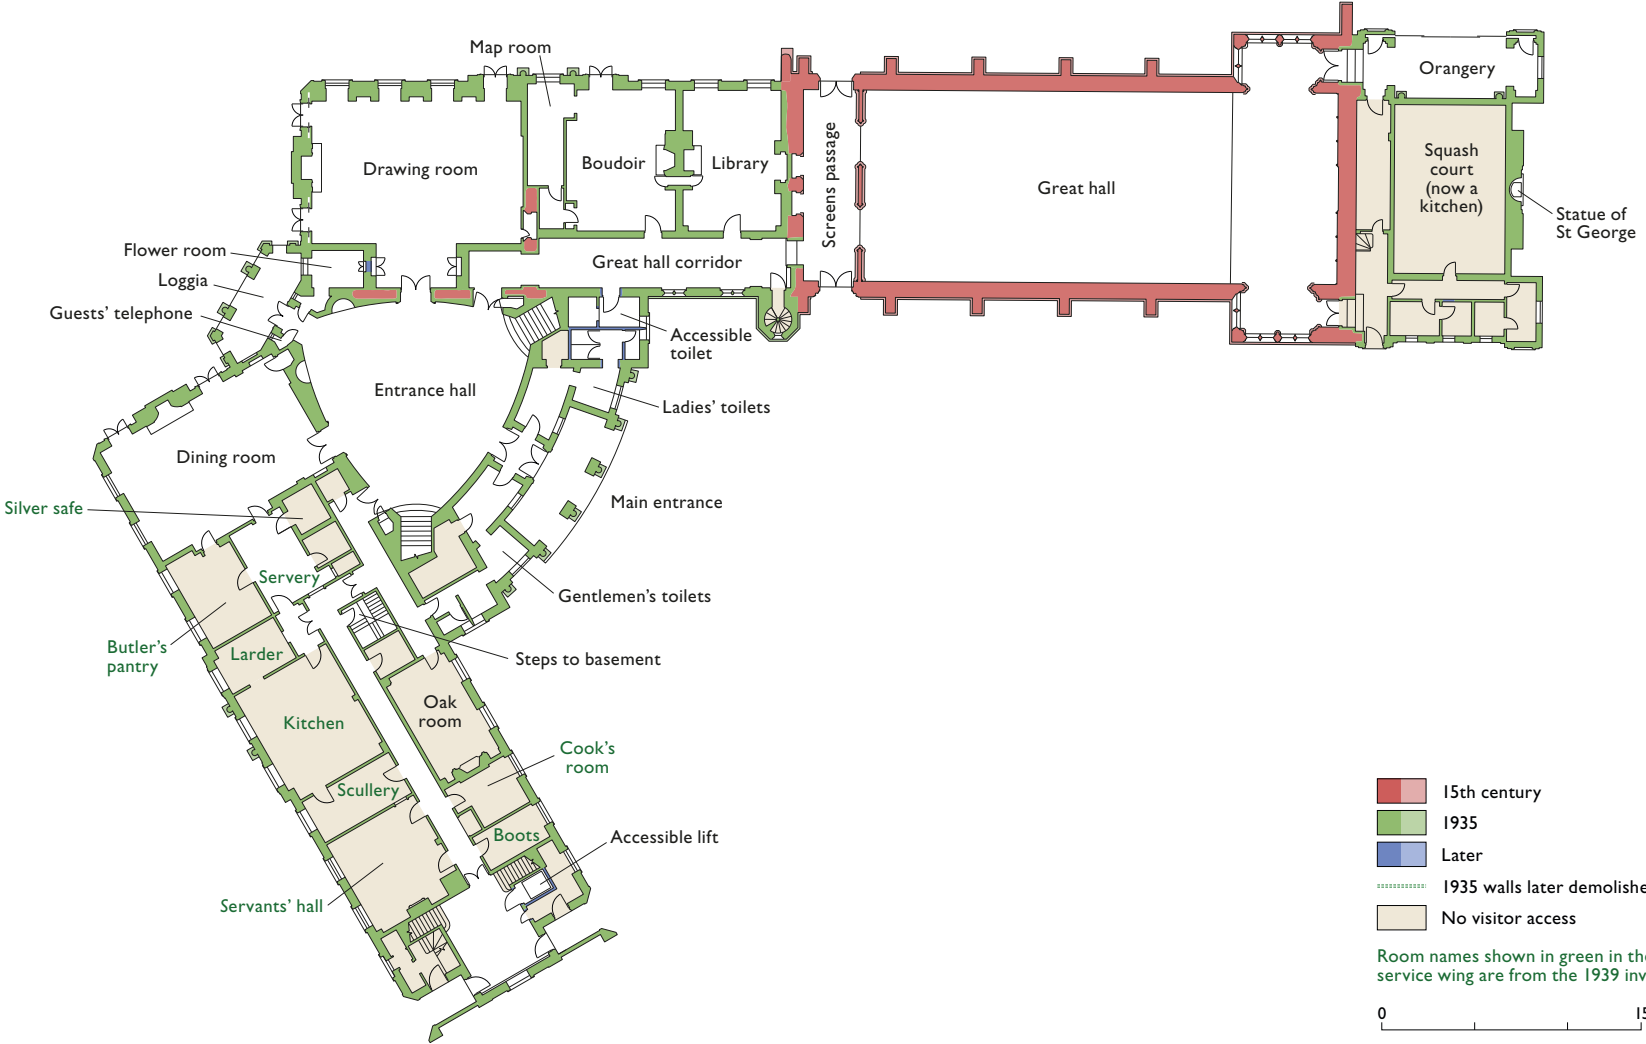 Map room
Orangery
Drawing room
Boudoir
Library
Screens passage
Great hall
Squash
court
(now a
kitchen)
Statue of
St George
Flower room
Great hall corridor
Loggia
Guests’ telephone
Accessible
toilet
Entrance hall
Ladies’ toilets
Dining room
Main entrance
Silver safe
Servery
Gentlemen’s toilets
Butler’s
pantry
Larder
Steps to basement
Oak
room
Kitchen
Cook’s
room
Scullery
Boots
Accessible lift
Servants’ hall
15th century
1935
Later
1935 walls later demolishe
No visitor access
Room names shown in green in the
service wing are from the 1939 inv
0
15